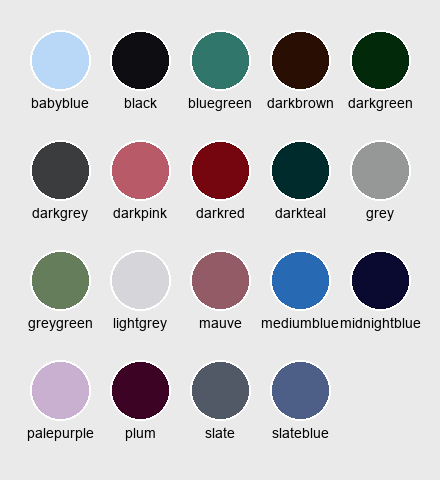 babyblue black bluegreen darkbrown darkgreen
darkgrey darkpink darkred darkteal grey
greygreen lightgrey mauve mediumblue midnightblue
palepurple plum slate slateblue